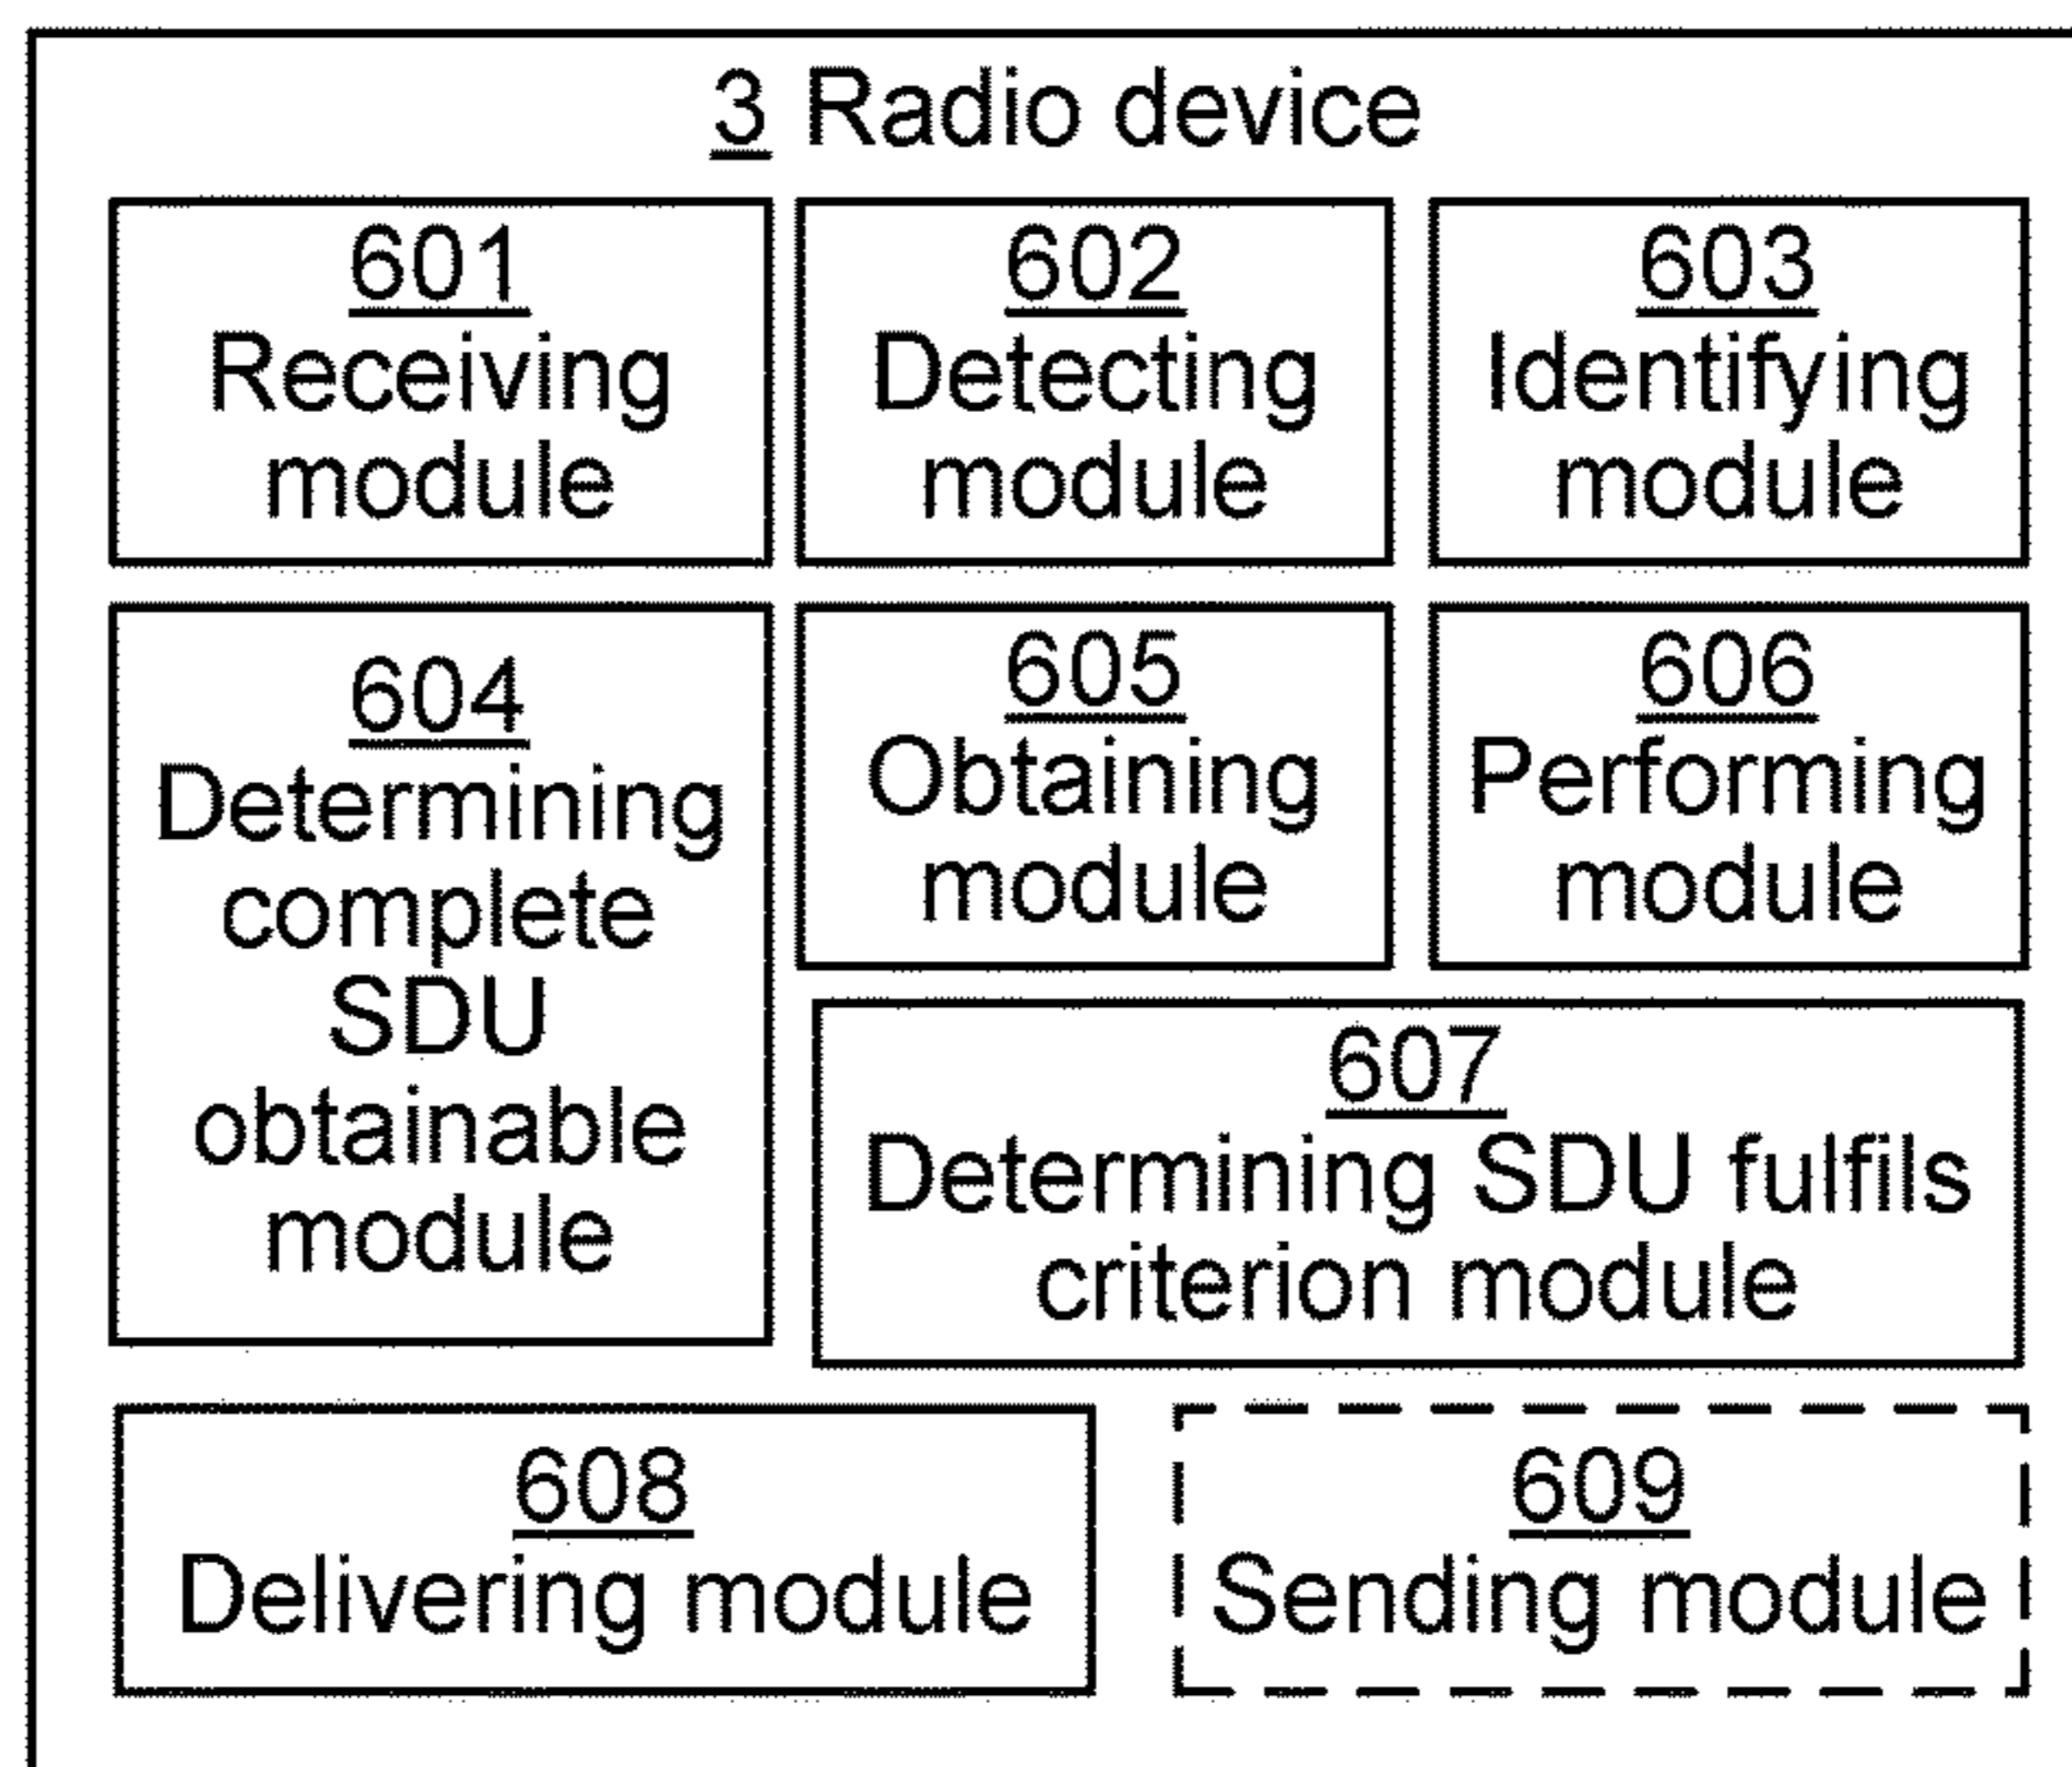 3 Radio device
601
Receiving
module
602
Detecting
module
603
Identifying
module
604
Determining
complete
SDU
obtainable
module
605
Obtaining
module
606
Performing
module
607
Determining SDU fulfils
criterion module
608
Delivering module
609
Sending module